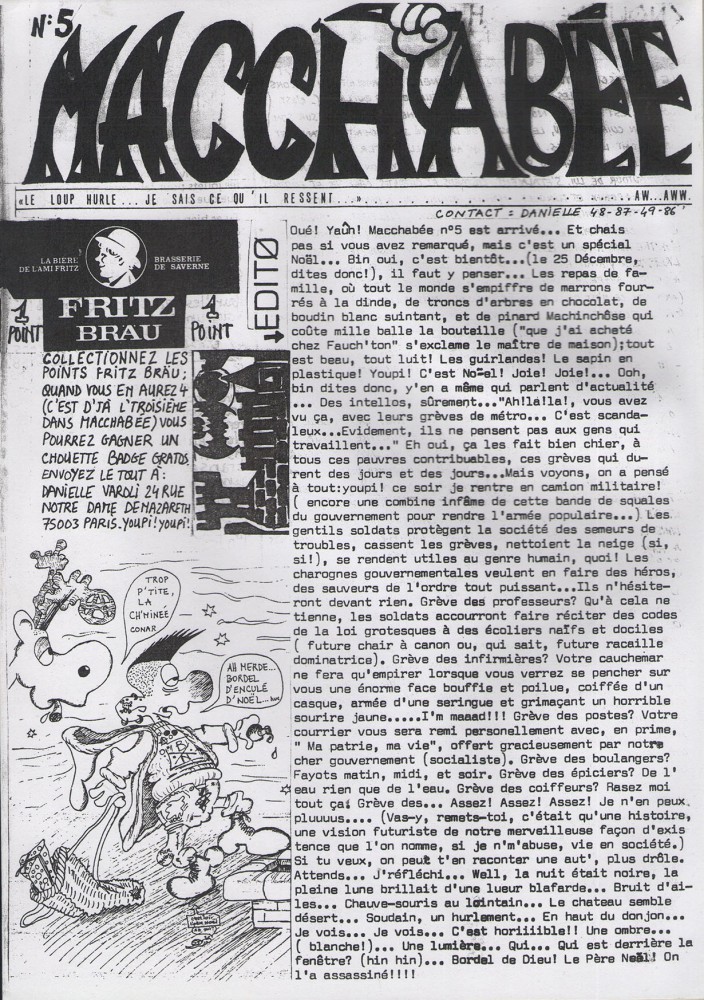 N:5
MACCHABÉE
«LE LOUP HURLE... JE SAIS CE QU'IL RESSENT...»......................................AW...AWW.
CONTACT = DANIELLE 48-87-49-86
LA BIÈRE
DE L'AMI FRITZ
BRASSERIE
DE SAVERNE
1
POINT
FRITZ
BRÄU
1
POINT
COLLECTIONNEZ LES
POINTS FRITZ BRÄU;
QUAND VOUS EN AUREZ 4
(C'EST D'JÀ L'TROISIÈME
DANS MACCHABÉE) VOUS
POURREZ GAGNER UN
CHOUETTE BADGE GRATOS
ENVOYEZ LE TOUT À:
DANIELLE VAROLI 24 RUE
NOTRE DAME DE NAZARETH
75003 PARIS. YOUPI! YOUPI!
TROP
P'TITE,
LA
CH'MINÉE
CONAR
AH MERDE...
BORDEL
D'ENCULÉ
D'NOËL...
EDITO
Oué! Yaûh! Macchabée n°5 est arrivé... Et chais
pas si vous avez remarqué, mais c'est un spécial
Noël... Bin oui, c'est bientôt...(le 25 Décembre,
dites donc!), il faut y penser... Les repas de fa-
mille, où tout le monde s'empiffre de marrons four-
rés à la dinde, de troncs d'arbres en chocolat, de
boudin blanc suintant, et de pinard Machinchôse qui
coûte mille balle la bouteille ("que j'ai acheté
chez Fauch'ton" s'exclame le maître de maison);tout
est beau, tout luit! Les guirlandes! Le sapin en
plastique! Youpi! C'est Noël! Joie! Joie!... Ooh,
bin dites donc, y'en a même qui parlent d'actualité
... Des intellos, sûrement..."Ah!la!la!, vous avez
vu ça, avec leurs grèves de métro... C'est scanda-
leux...Evidement, ils ne pensent pas aux gens qui
travaillent..." Eh oui, ça les fait bien chier, à
tous ces pauvres contribuables, ces grèves qui du-
rent des jours et des jours...Mais voyons, on a pensé
à tout:youpi! ce soir je rentre en camion militaire!
( encore une combine infâme de cette bande de squales
du gouvernement pour rendre l'armée populaire...) Les
gentils soldats protègent la société des semeurs de
troubles, cassent les grèves, nettoient la neige (si,
si!), se rendent utiles au genre humain, quoi! Les
charognes gouvernementales veulent en faire des héros,
des sauveurs de l'ordre tout puissant...Ils n'hésite-
ront devant rien. Grève des professeurs? Qu'à cela ne
tienne, les soldats accourront faire réciter des codes
de la loi grotesques à des écoliers naïfs et dociles
( future chair à canon ou, qui sait, future racaille
dominatrice). Grève des infirmières? Votre cauchemar
ne fera qu'empirer lorsque vous verrez se pencher sur
vous une énorme face bouffie et poilue, coiffée d'un
casque, armée d'une seringue et grimaçant un horrible
sourire jaune.....I'm maaad!!! Grève des postes? Votre
courrier vous sera remi personellement avec, en prime,
" Ma patrie, ma vie", offert gracieusement par notre
cher gouvernement (socialiste). Grève des boulangers?
Fayots matin, midi, et soir. Grève des épiciers? De l'
eau rien que de l'eau. Grève des coiffeurs? Rasez moi
tout ça! Grève des... Assez! Assez! Assez! Je n'en peux
pluuuus.... (Vas-y, remets-toi, c'était qu'une histoire,
une vision futuriste de notre merveilleuse façon d'exis
tence que l'on nomme, si je n'm'abuse, vie en société.)
Si tu veux, on peut t'en raconter une aut', plus drôle.
Attends... J'réfléchi... Well, la nuit était noire, la
pleine lune brillait d'une lueur blafarde... Bruit d'ai-
les... Chauve-souris au lointain... Le chateau semble
désert... Soudain, un hurlement... En haut du donjon...
Je vois... Je vois... C'est horiiiible!! Une ombre...
( blanche!)... Une lumière... Qui... Qui est derrière la
fenêtre? (hin hin)... Bordel de Dieu! Le Père Noël! On
l'a assassiné!!!!